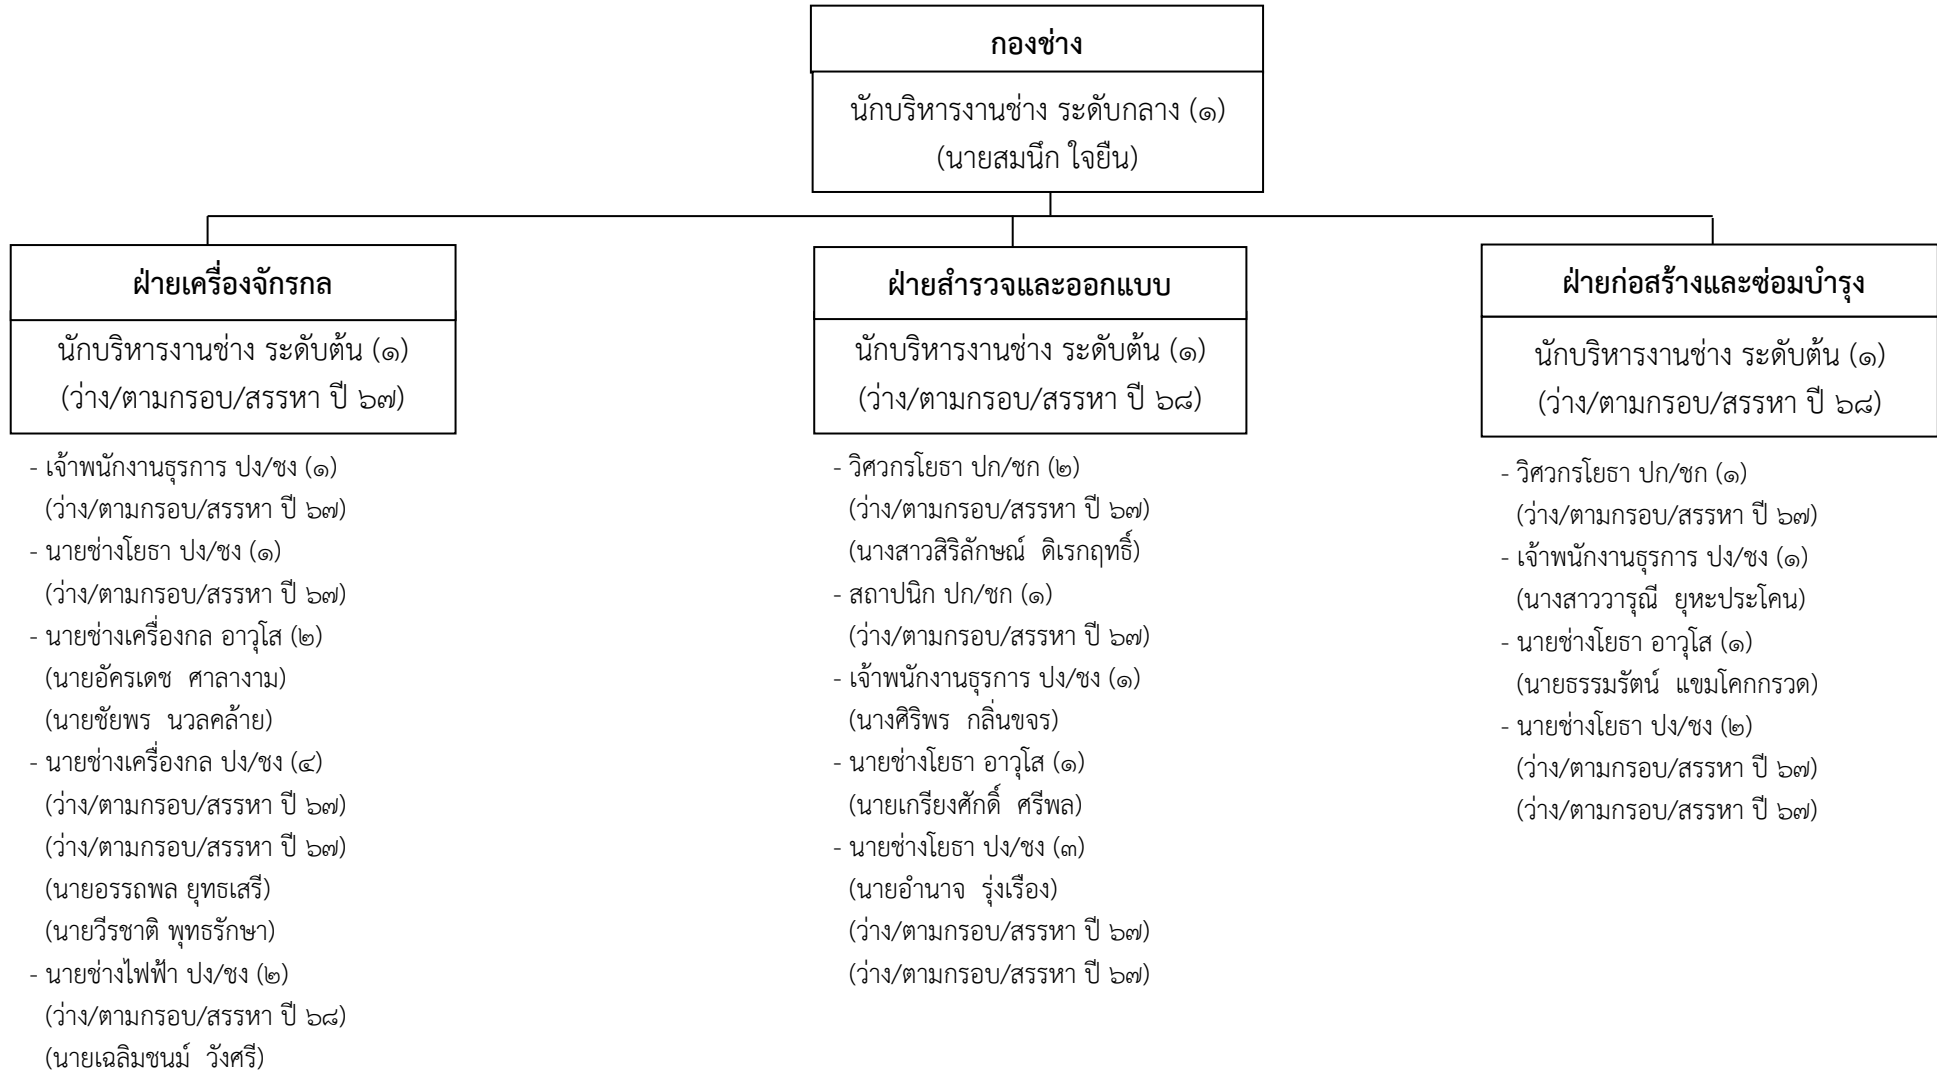 กองช่าง
นักบริหารงานช่าง ระดับกลาง (๑)
(นายสมนึก ใจยืน)
ฝ่ายเครื่องจักรกล
นักบริหารงานช่าง ระดับต้น (๑)
(ว่าง/ตามกรอบ/สรรหา ปี ๖๗)
- เจ้าพนักงานธุรการ ปง/ชง (๑)
(ว่าง/ตามกรอบ/สรรหา ปี ๖๗)
- นายช่างโยธา ปง/ชง (๑)
(ว่าง/ตามกรอบ/สรรหา ปี ๖๗)
- นายช่างเครื่องกล อาวุโส (๒)
(นายอัครเดช ศาลางาม)
(นายชัยพร นวลคล้าย)
- นายช่างเครื่องกล ปง/ชง (๔)
(ว่าง/ตามกรอบ/สรรหา ปี ๖๗)
(ว่าง/ตามกรอบ/สรรหา ปี ๖๗)
(นายอรรถพล ยุทธเสรี)
(นายวีรชาติ พุทธรักษา)
- นายช่างไฟฟ้า ปง/ชง (๒)
(ว่าง/ตามกรอบ/สรรหา ปี ๖๘)
(นายเฉลิมชนม์ วังศรี)
ฝ่ายสำรวจและออกแบบ
นักบริหารงานช่าง ระดับต้น (๑)
(ว่าง/ตามกรอบ/สรรหา ปี ๖๘)
- วิศวกรโยธา ปก/ชก (๒)
(ว่าง/ตามกรอบ/สรรหา ปี ๖๗)
(นางสาวสิริลักษณ์ ดิเรกฤทธิ์)
- สถาปนิก ปก/ชก (๑)
(ว่าง/ตามกรอบ/สรรหา ปี ๖๗)
- เจ้าพนักงานธุรการ ปง/ชง (๑)
(นางศิริพร กลิ่นขจร)
- นายช่างโยธา อาวุโส (๑)
(นายเกรียงศักดิ์ ศรีพล)
- นายช่างโยธา ปง/ชง (๓)
(นายอำนาจ รุ่งเรือง)
(ว่าง/ตามกรอบ/สรรหา ปี ๖๗)
(ว่าง/ตามกรอบ/สรรหา ปี ๖๗)
ฝ่ายก่อสร้างและซ่อมบำรุง
นักบริหารงานช่าง ระดับต้น (๑)
(ว่าง/ตามกรอบ/สรรหา ปี ๖๘)
- วิศวกรโยธา ปก/ชก (๑)
(ว่าง/ตามกรอบ/สรรหา ปี ๖๗)
- เจ้าพนักงานธุรการ ปง/ชง (๑)
(นางสาววารุณี ยุหะประโคน)
- นายช่างโยธา อาวุโส (๑)
(นายธรรมรัตน์ แขมโคกกรวด)
- นายช่างโยธา ปง/ชง (๒)
(ว่าง/ตามกรอบ/สรรหา ปี ๖๗)
(ว่าง/ตามกรอบ/สรรหา ปี ๖๗)